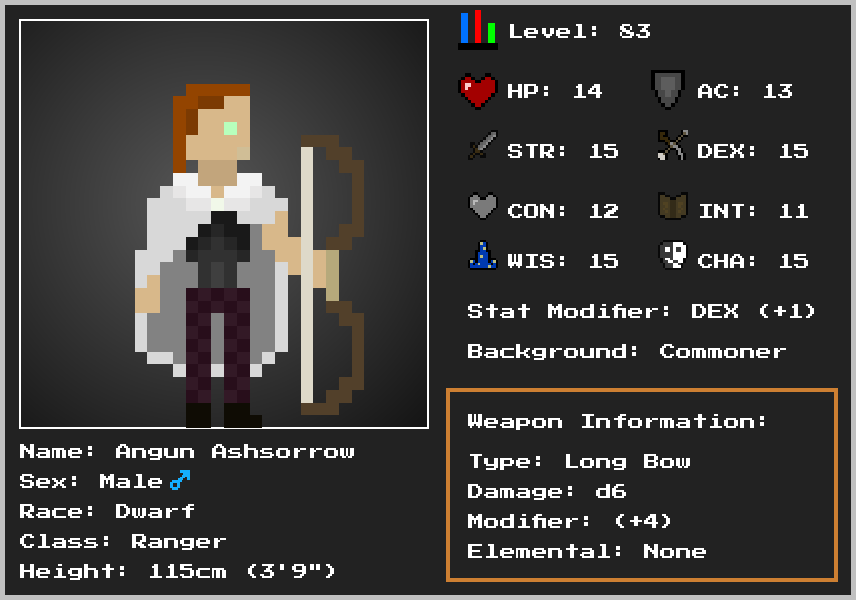 Level: 83
HP: 14 AC: 13
STR: 15 DEX: 15
CON: 12 INT: 11
WIS: 15 CHA: 15
Stat Modifier: DEX (+1)
Background: Commoner
Weapon Information:
Type: Long Bow
Damage: d6
Modifier: (+4)
Elemental: None
Name: Angun Ashsorrow
Sex: Male ♂
Race: Dwarf
Class: Ranger
Height: 115cm (3'9")